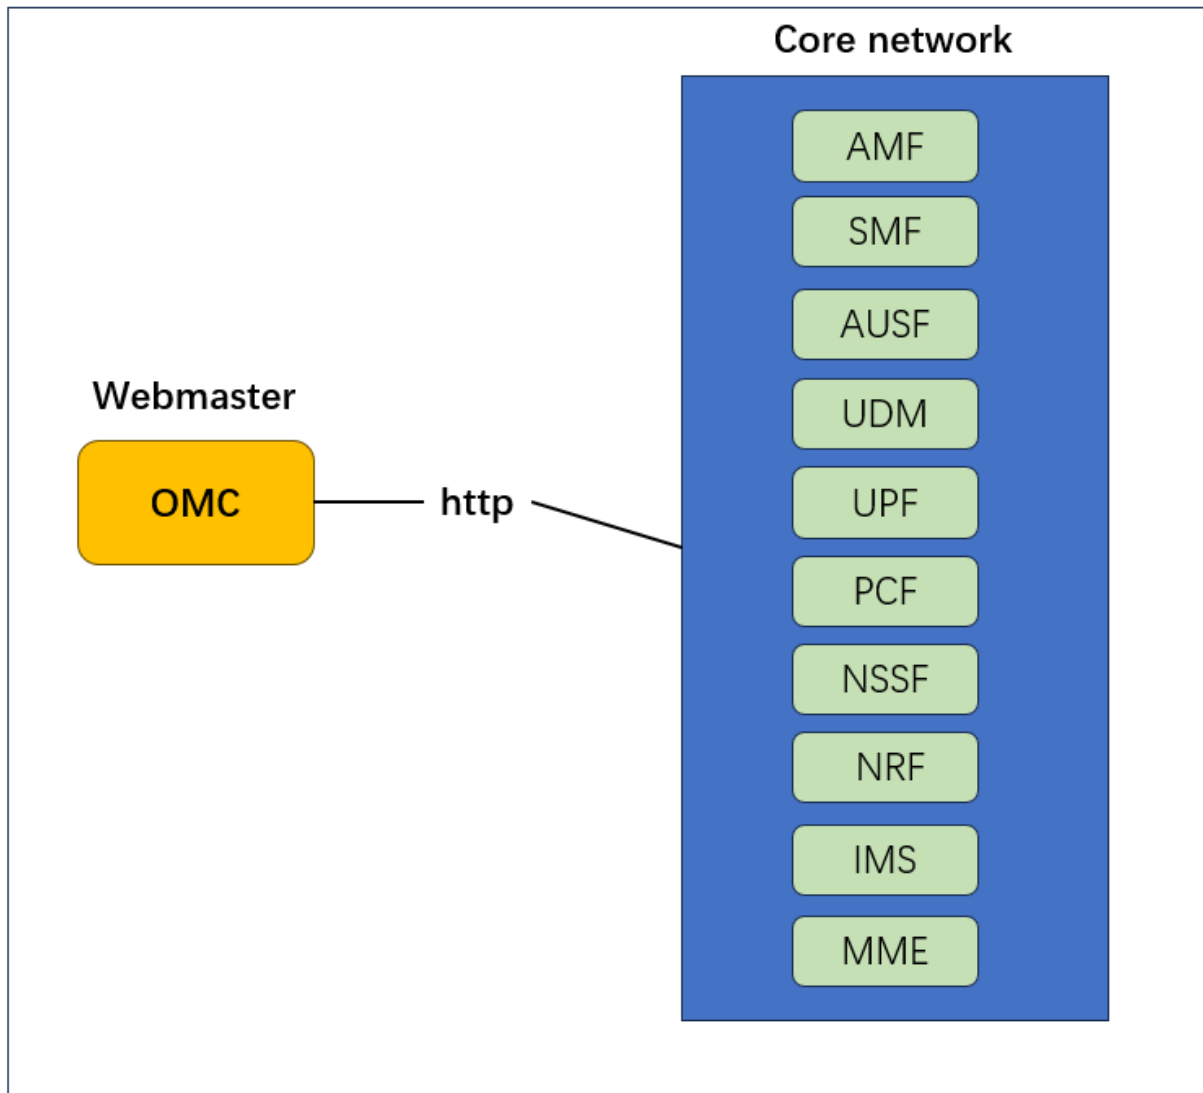 Core network
AMF
SMF
AUSF
UDM
Webmaster
OMC
http
UPF
PCF
NSSF
NRF
IMS
MME